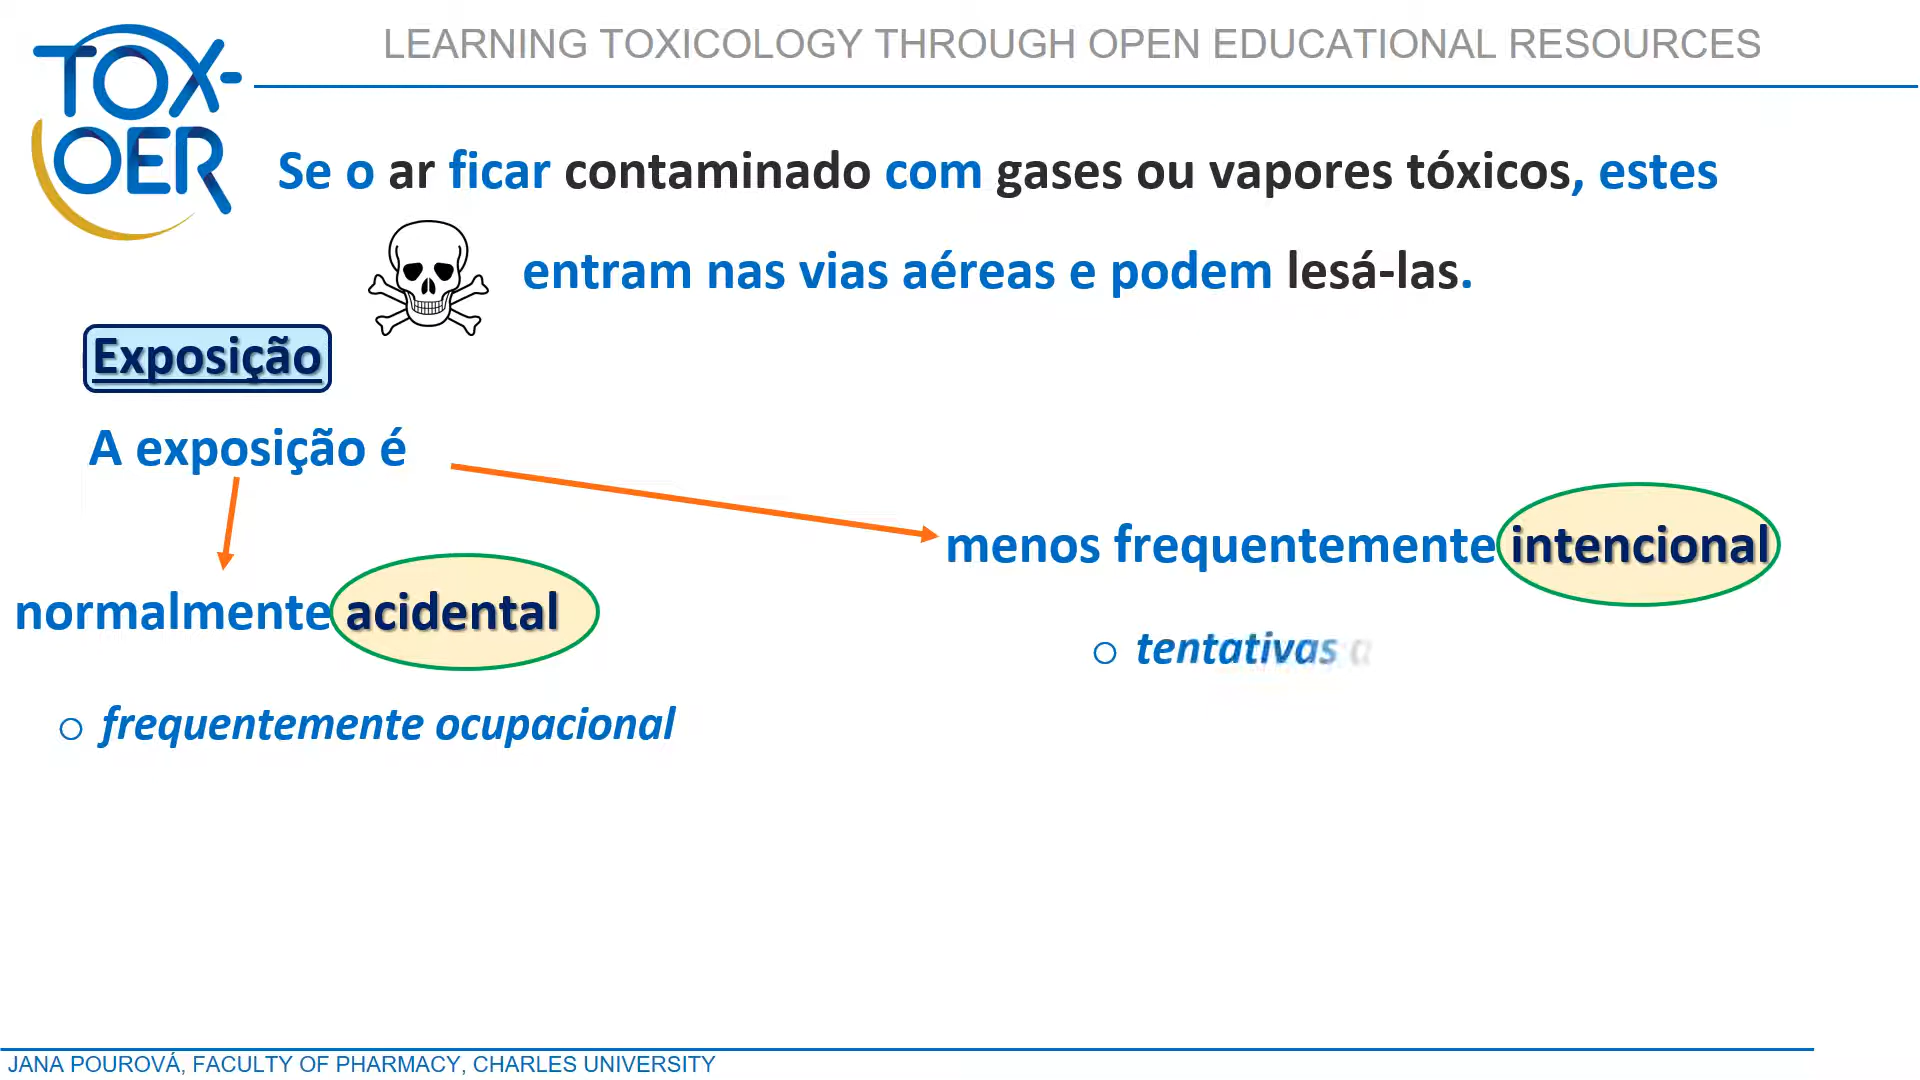 LEARNING TOXICOLOGY THROUGH OPEN EDUCATIONAL RESOURCES
TOX-
OER
Se o ar ficar contaminado com gases ou vapores tóxicos, estes
entram nas vias aéreas e podem lesá-las.
Exposição
A exposição é
menos frequentemente intencional
normalmente acidental
o tentativas
o frequentemente ocupacional
JANA POUROVÁ, FACULTY OF PHARMACY, CHARLES UNIVERSITY